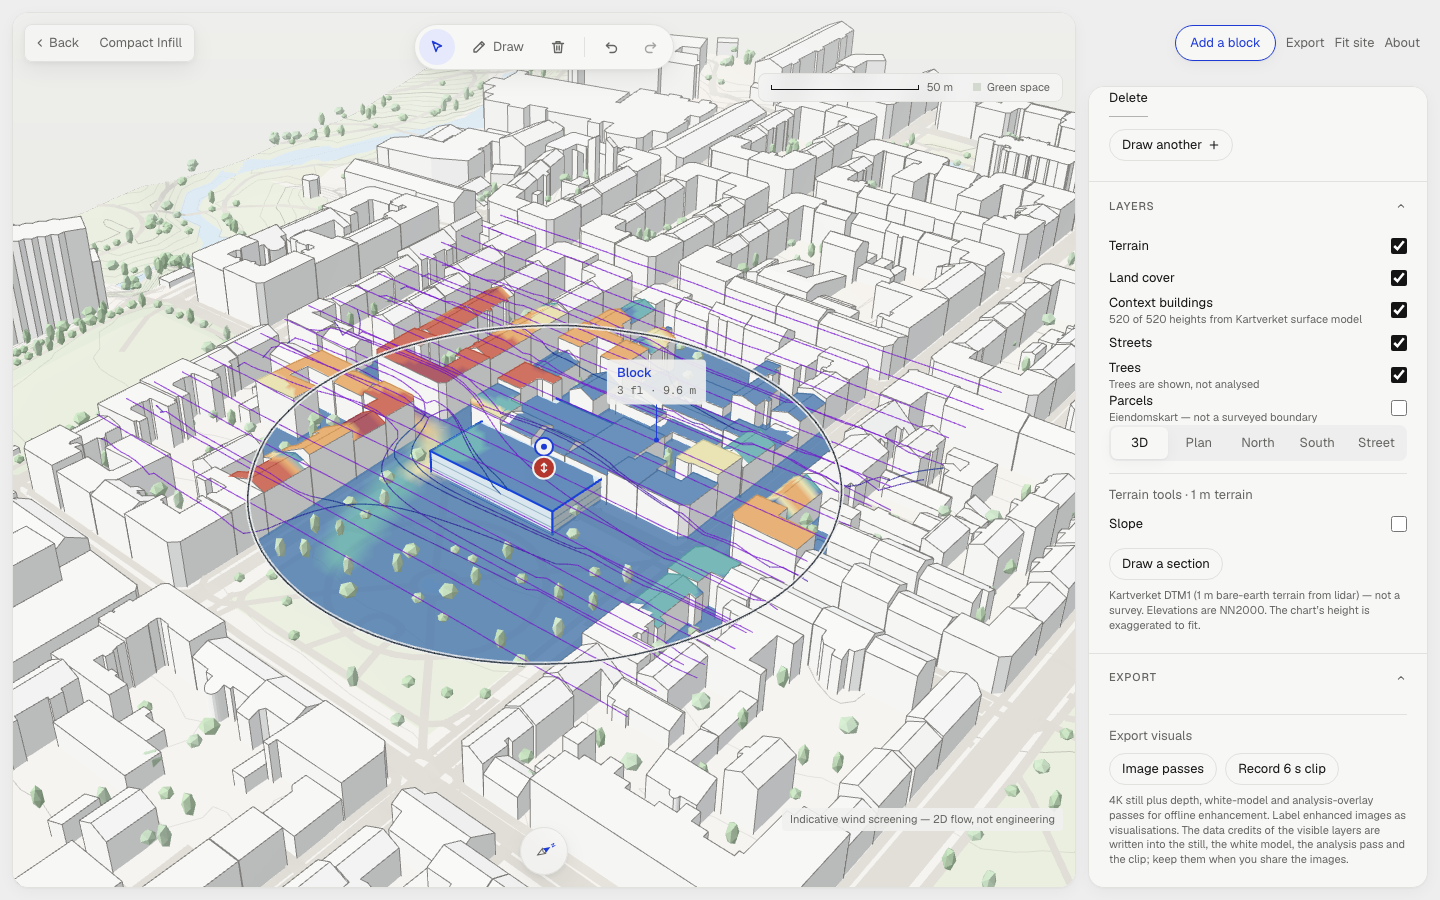 Back
Compact Infill
Draw
Add a block
Export
Fit site
About
50 m
Green space
Delete
Draw another +
LAYERS
Terrain
Land cover
Context buildings
520 of 520 heights from Kartverket surface model
Streets
Trees
Trees are shown, not analysed
Parcels
Eiendomskart — not a surveyed boundary
3D
Plan
North
South
Street
Terrain tools · 1 m terrain
Slope
Draw a section
Kartverket DTM1 (1 m bare-earth terrain from lidar) — not a
survey. Elevations are NN2000. The chart's height is
exaggerated to fit.
EXPORT
Export visuals
Image passes
Record 6 s clip
4K still plus depth, white-model and analysis-overlay
passes for offline enhancement. Label enhanced images as
visualisations. The data credits of the visible layers are
written into the still, the white model, the analysis pass and
the clip; keep them when you share the images.
Block
3 fl · 9.6 m
Indicative wind screening — 2D flow, not engineering